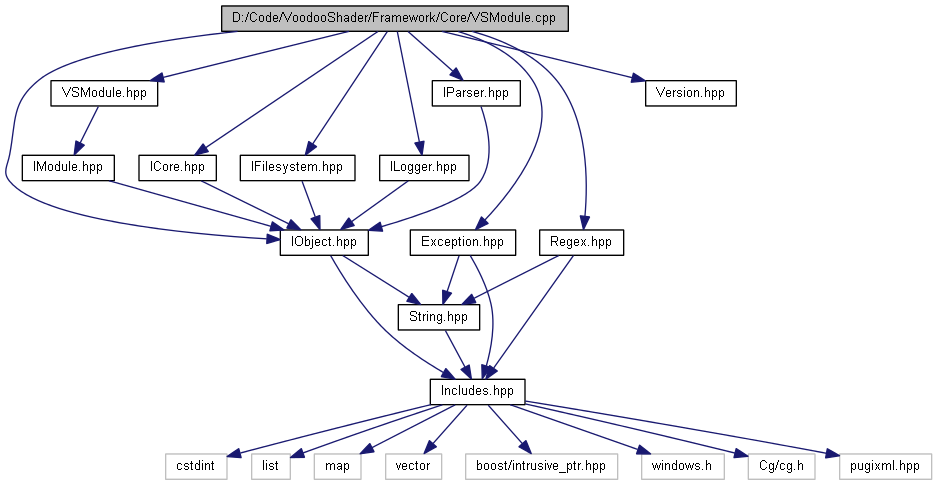 D:/Code/VoodooShader/Framework/Core/VSModule.cpp
VSModule.hpp
IParser.hpp
Version.hpp
IModule.hpp
ICore.hpp
IFilesystem.hpp
ILogger.hpp
IObject.hpp
Exception.hpp
Regex.hpp
String.hpp
Includes.hpp
cstdint
list
map
vector
boost/intrusive_ptr.hpp
windows.h
Cg/cg.h
pugixml.hpp